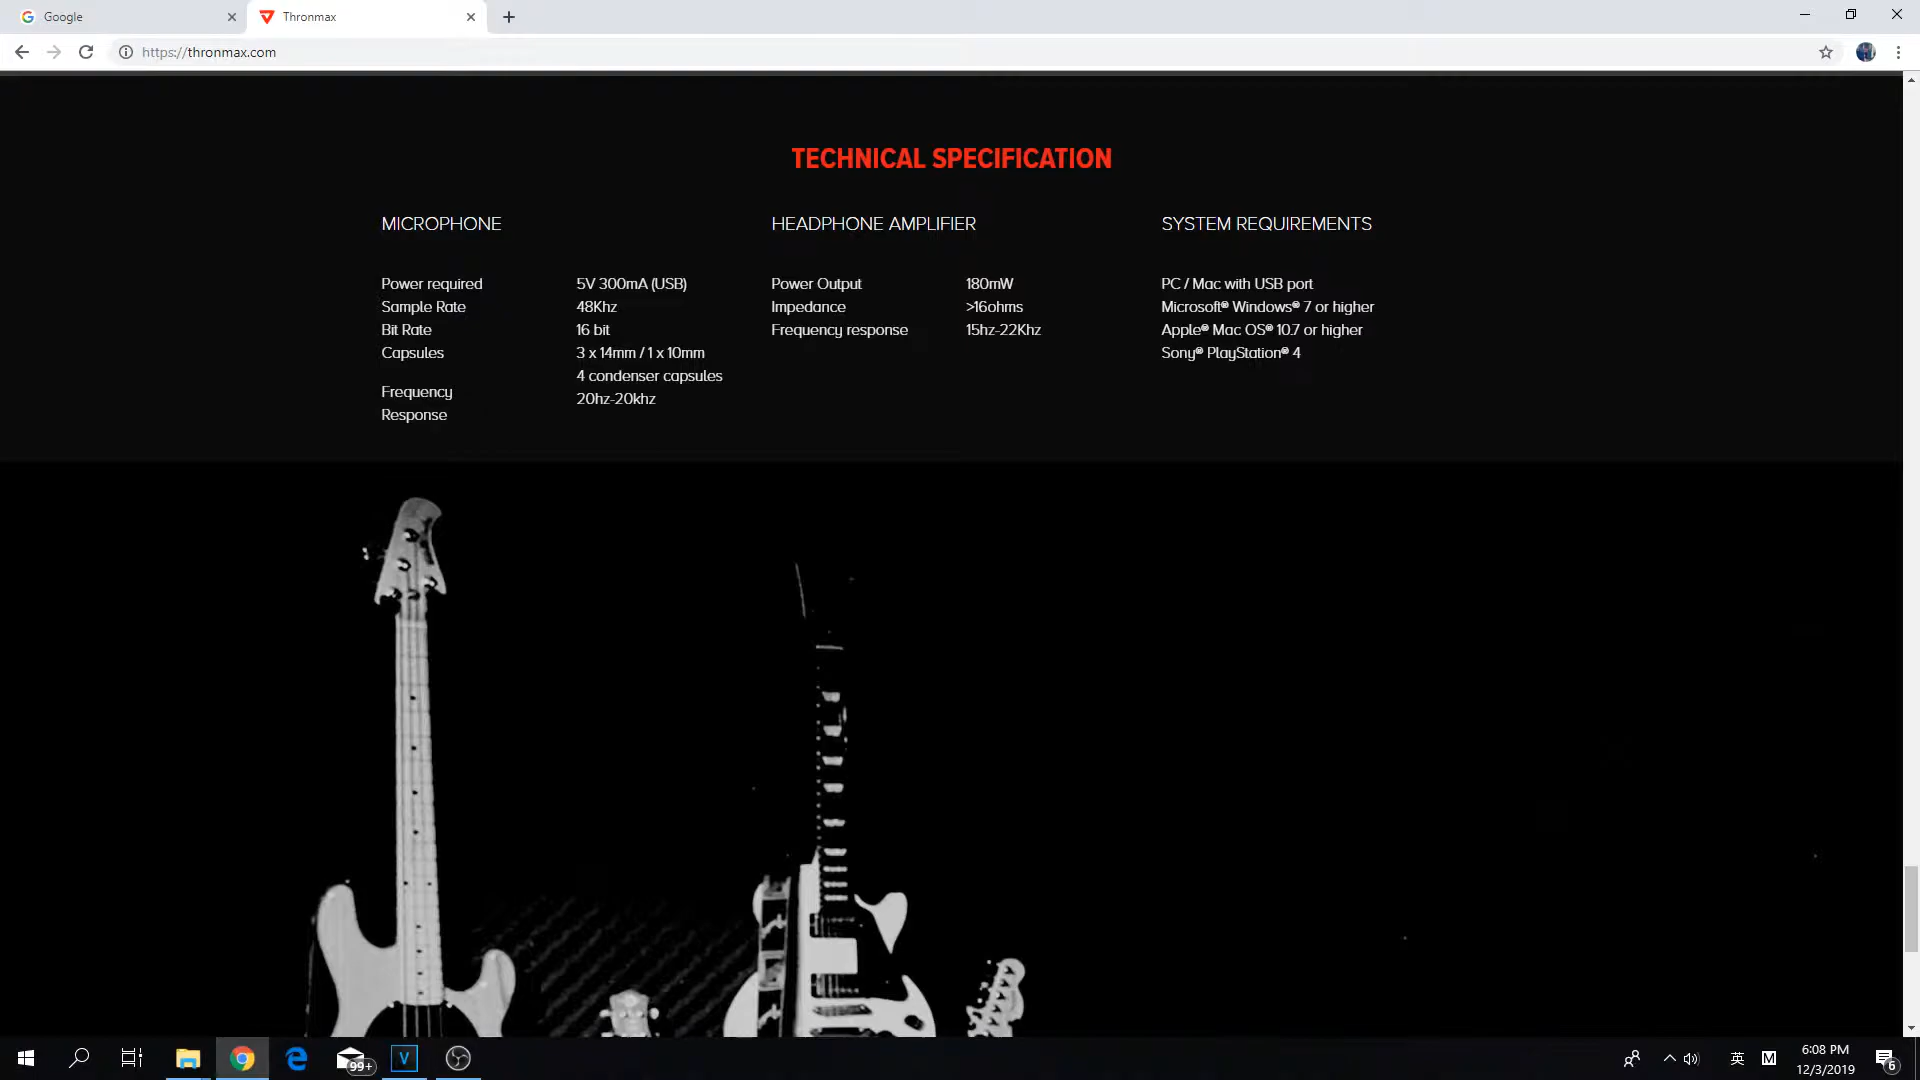 Google
Thronmax
https://thronmax.com
TECHNICAL SPECIFICATION
MICROPHONE
Power required 5V 300mA (USB)
Sample Rate 48Khz
Bit Rate 16 bit
Capsules 3 x 14mm / 1 x 10mm
4 condenser capsules
Frequency Response 20hz-20khz
HEADPHONE AMPLIFIER
Power Output 180mW
Impedance >16ohms
Frequency response 15hz-22Khz
SYSTEM REQUIREMENTS
PC / Mac with USB port
Microsoft® Windows® 7 or higher
Apple® Mac OS® 10.7 or higher
Sony® PlayStation® 4
99+
V
英
M
6:08 PM
12/3/2019
6